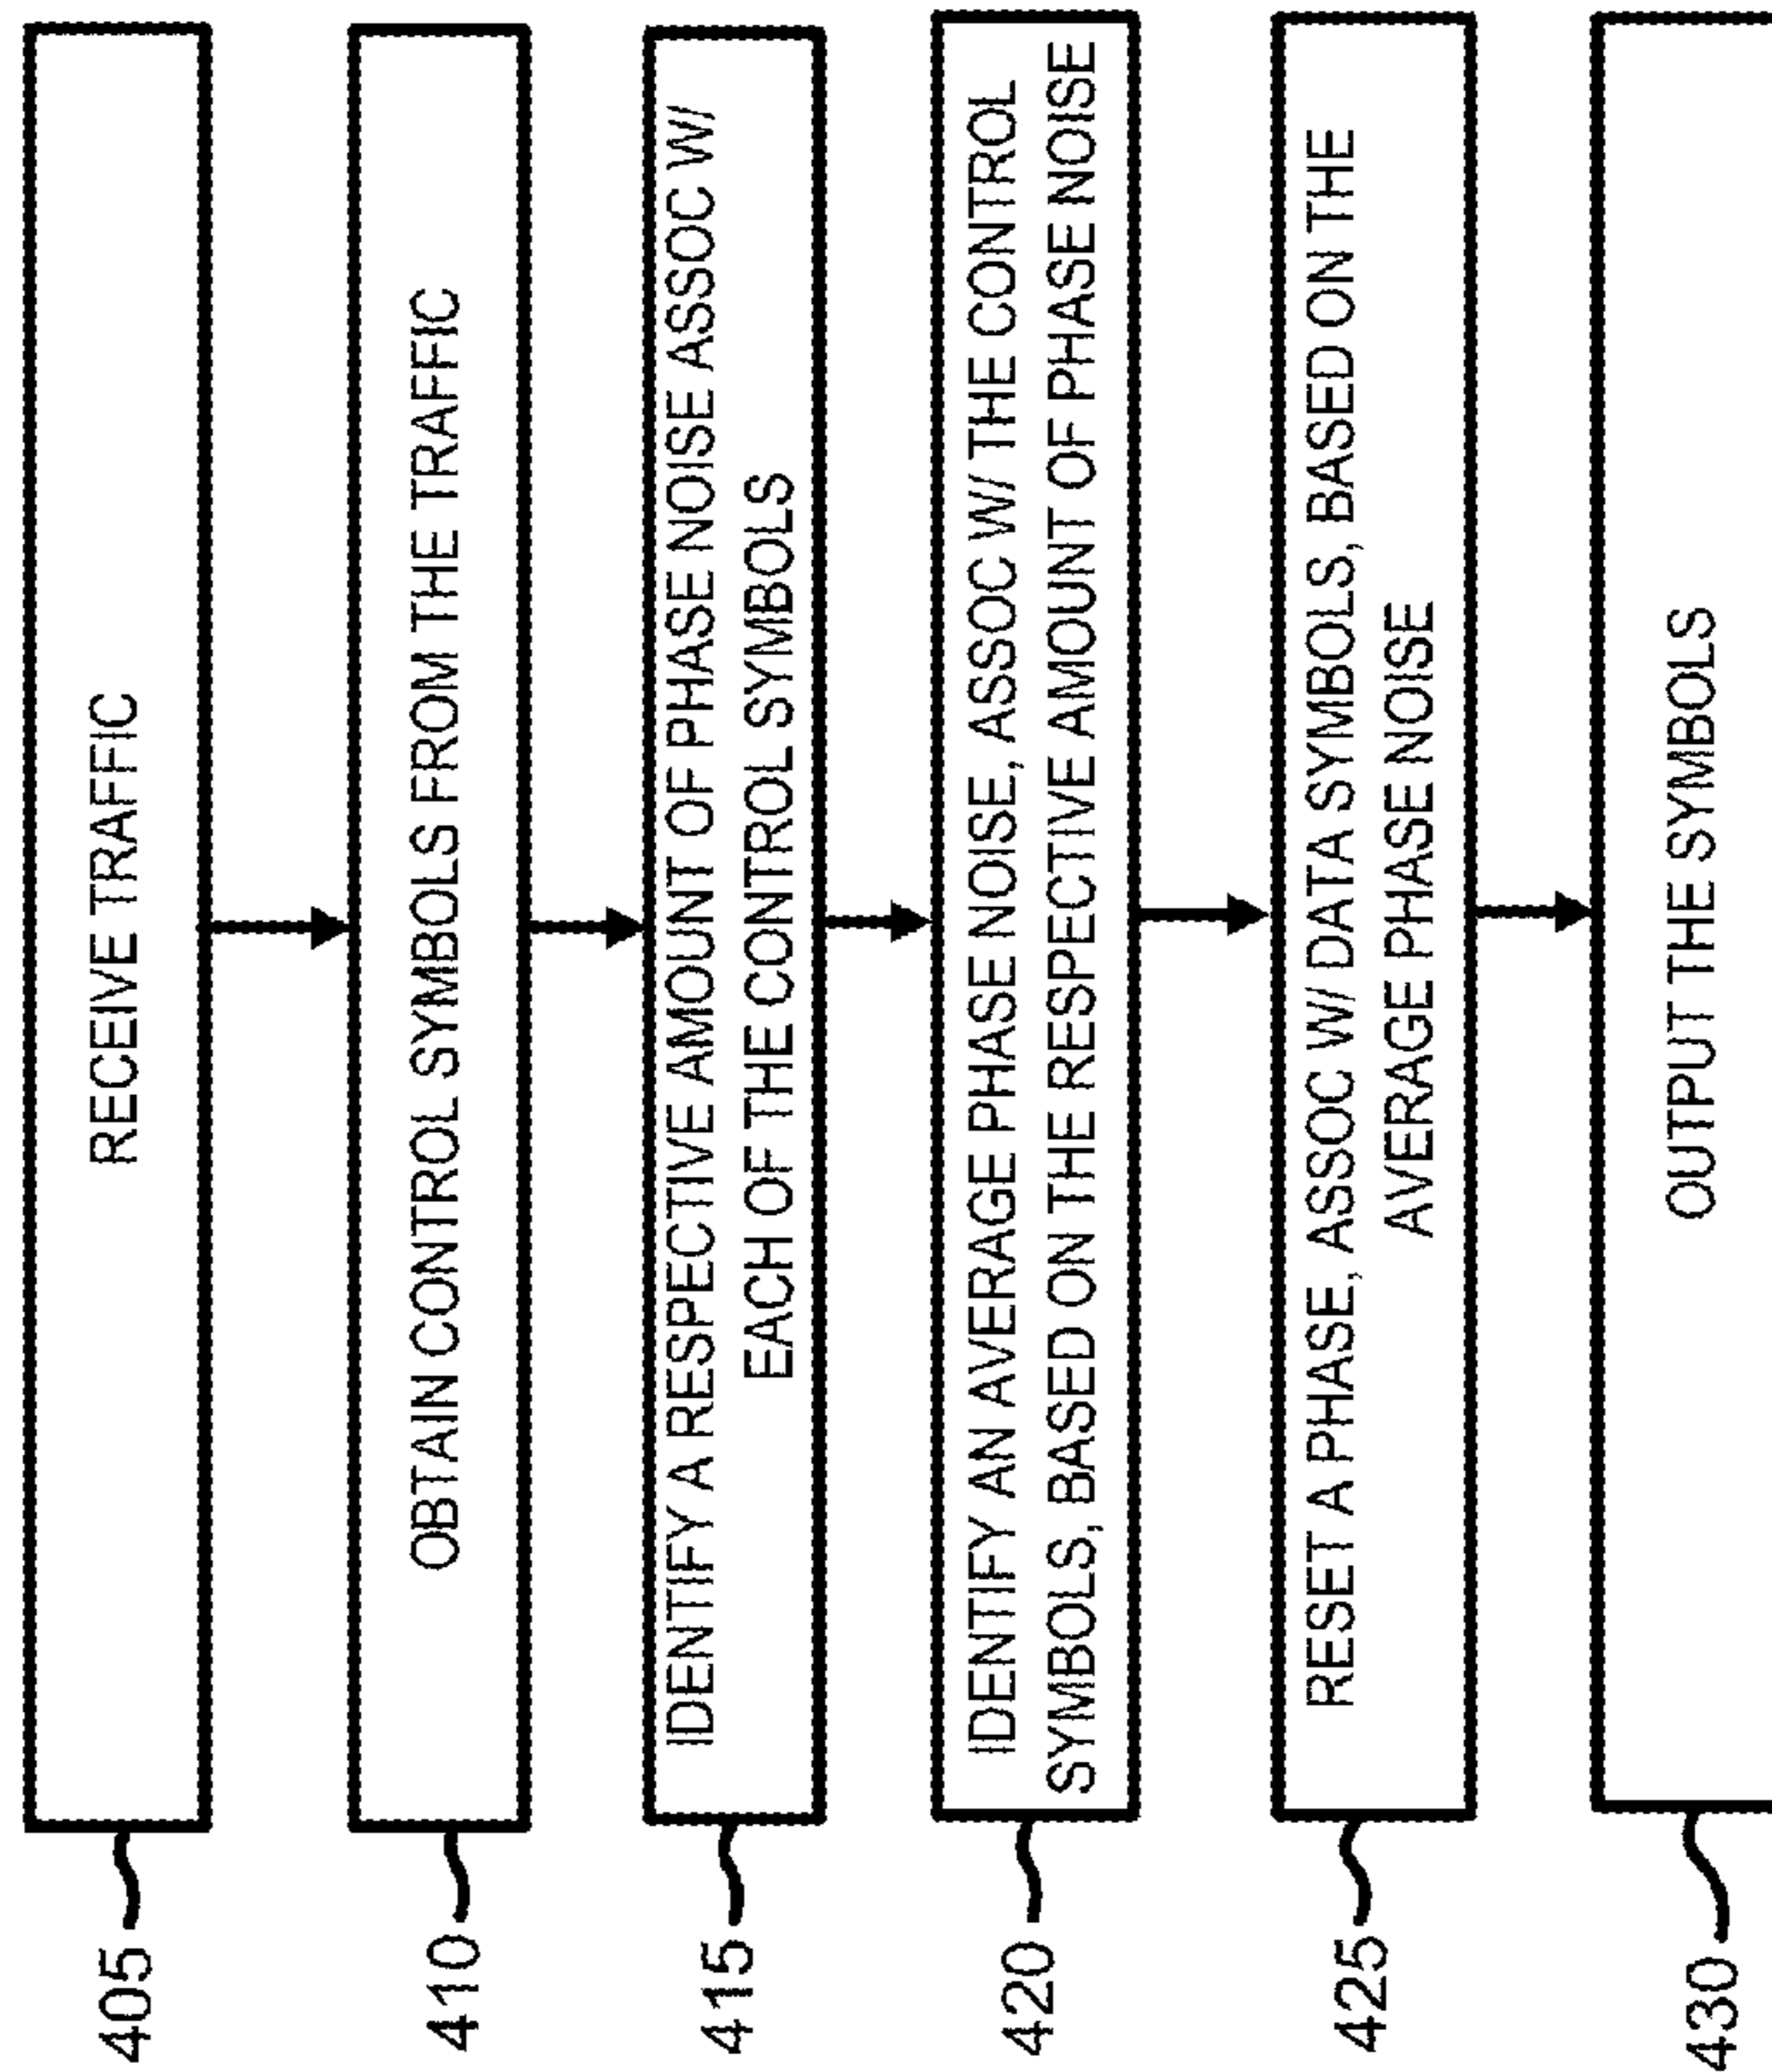 405
RECEIVE TRAFFIC
410
OBTAIN CONTROL SYMBOLS FROM THE TRAFFIC
415
IDENTIFY A RESPECTIVE AMOUNT OF PHASE NOISE ASSOC W/
EACH OF THE CONTROL SYMBOLS
420
IDENTIFY AN AVERAGE PHASE NOISE, ASSOC W/ THE CONTROL
SYMBOLS, BASED ON THE RESPECTIVE AMOUNT OF PHASE NOISE
425
RESET A PHASE, ASSOC W/ DATA SYMBOLS, BASED ON THE
AVERAGE PHASE NOISE
430
OUTPUT THE SYMBOLS